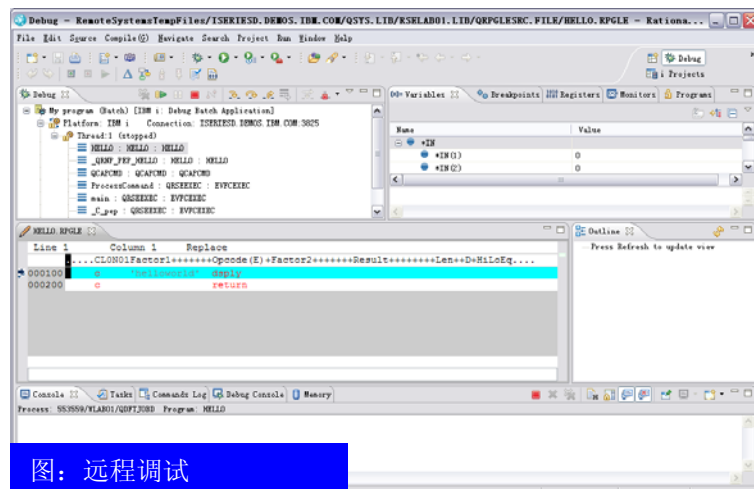 Debug - RemoteSystemsTempFiles/ISERIESD.DEMOS.IBM.COM/QSYS.LIB/RSELAB01.LIB/QRPGLESRC.FILE/HELLO.RPGLE - Rationa...
File Edit Source Compile(G) Navigate Search Project Run Window Help
Debug
i Projects
Debug
My program (Batch) [IBM i: Debug Batch Application]
Platform: IBM i Connection: ISERIESD.DEMOS.IBM.COM:3825
Thread:1 (stopped)
HELLO : HELLO : HELLO
_QRNP_PEP_HELLO : HELLO : HELLO
QCAPCMD : QCAPCMD : QCAPCMD
ProcessCommand : QRSEEXEC : EVFCEXEC
main : QRSEEXEC : EVFCEXEC
_C_pep : QRSEEXEC : EVFCEXEC
(x)= Variables Breakpoints Registers Monitors Programs
Name Value
*IN
*IN(1) 0
*IN(2) 0
HELLO.RPGLE
Line 1 Column 1 Replace
.....CL0N01Factor1+++++++Opcode(E)+Factor2+++++++Result++++++++Len++D+HiLoEq....
000100 c 'helloworld' dsply
000200 c return
Outline
Press Refresh to update view
Console Tasks Commands Log Debug Console Memory
Process: 553559/WLAB01/QDFTJOBD Program: HELLO
图：远程调试